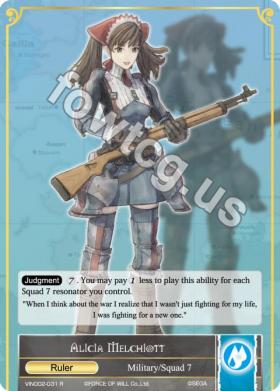 Gallia
fowtcg.us
Judgment 7 . You may pay 1 less to play this ability for each
Squad 7 resonator you control.
"When I think about the war I realize that I wasn't just fighting for my life,
I was fighting for a new one."
Alicia Melchiott
Ruler
Military/Squad 7
VIN002-031 R
©FORCE OF WILL Co.,Ltd.
©SEGA